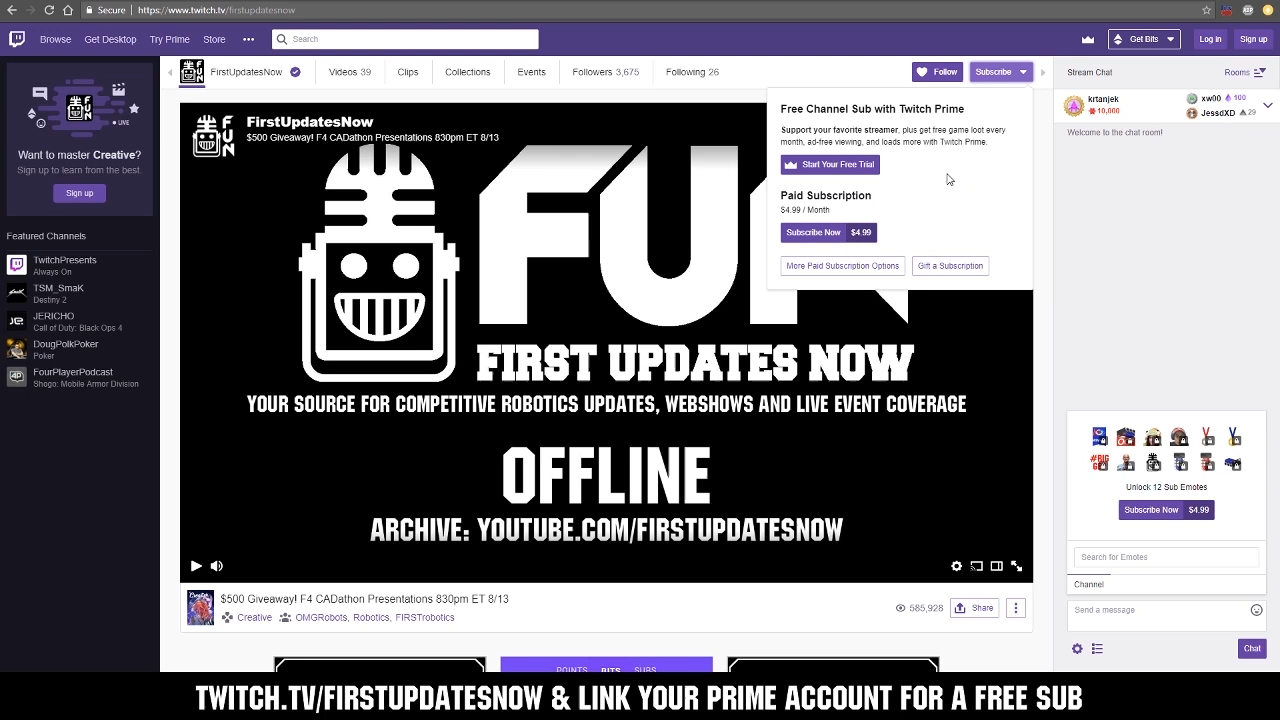 Secure
https://www.twitch.tv/firstupdatesnow
Browse
Get Desktop
Try Prime
Store
Search
Get Bits
Log in
Sign up
FUN
LIVE
Want to master Creative?
Sign up to learn from the best.
Sign up
Featured Channels
TwitchPresents
Always On
TSM_SmaK
Destiny 2
JERICHO
Call of Duty: Black Ops 4
DougPolkPoker
Poker
FourPlayerPodcast
Shogo: Mobile Armor Division
FUN
FirstUpdatesNow
Videos 39
Clips
Collections
Events
Followers 3,675
Following 26
Follow
Subscribe
FUN
FirstUpdatesNow
$500 Giveaway! F4 CADathon Presentations 830pm ET 8/13
FUN
FIRST UPDATES NOW
YOUR SOURCE FOR COMPETITIVE ROBOTICS UPDATES, WEBSHOWS AND LIVE EVENT COVERAGE
OFFLINE
ARCHIVE: YOUTUBE.COM/FIRSTUPDATESNOW
Free Channel Sub with Twitch Prime
Support your favorite streamer, plus get free game loot every
month, ad-free viewing, and loads more with Twitch Prime.
Start Your Free Trial
Paid Subscription
$4.99 / Month
Subscribe Now $4.99
More Paid Subscription Options
Gift a Subscription
$500 Giveaway! F4 CADathon Presentations 830pm ET 8/13
Creative
OMGRobots, Robotics, FIRSTrobotics
585,928
Share
POINTS BITS SUBS
Stream Chat
Rooms
krtanjek
10,000
xw00 100
JessdXD 29
Welcome to the chat room!
Unlock 12 Sub Emotes
Subscribe Now $4.99
Search for Emotes
Channel
Send a message
Chat
TWITCH.TV/FIRSTUPDATESNOW & LINK YOUR PRIME ACCOUNT FOR A FREE SUB